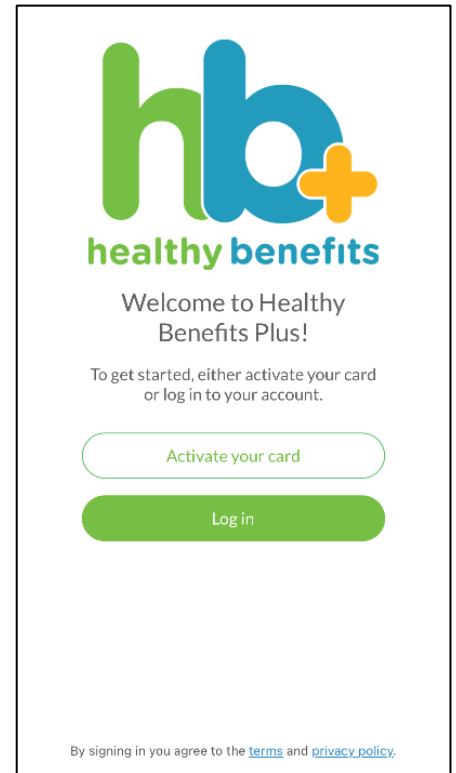 hb+
healthy benefits
Welcome to Healthy
Benefits Plus!
To get started, either activate your card
or log in to your account.
Activate your card
Log in
By signing in you agree to the terms and privacy policy.